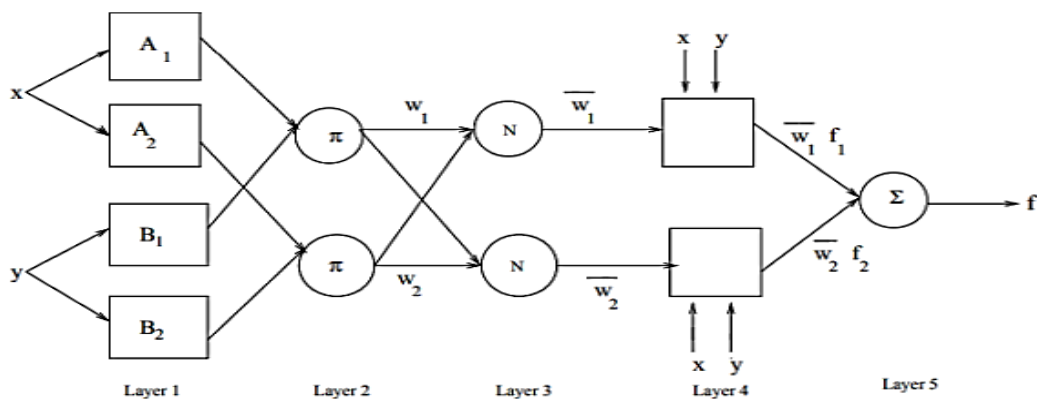 x
y
A1
A2
B1
B2
π
π
w1
w2
N
N
w̅1
w̅2
x y
x y
w̅1 f1
w̅2 f2
Σ
f
Layer 1 Layer 2 Layer 3 Layer 4 Layer 5